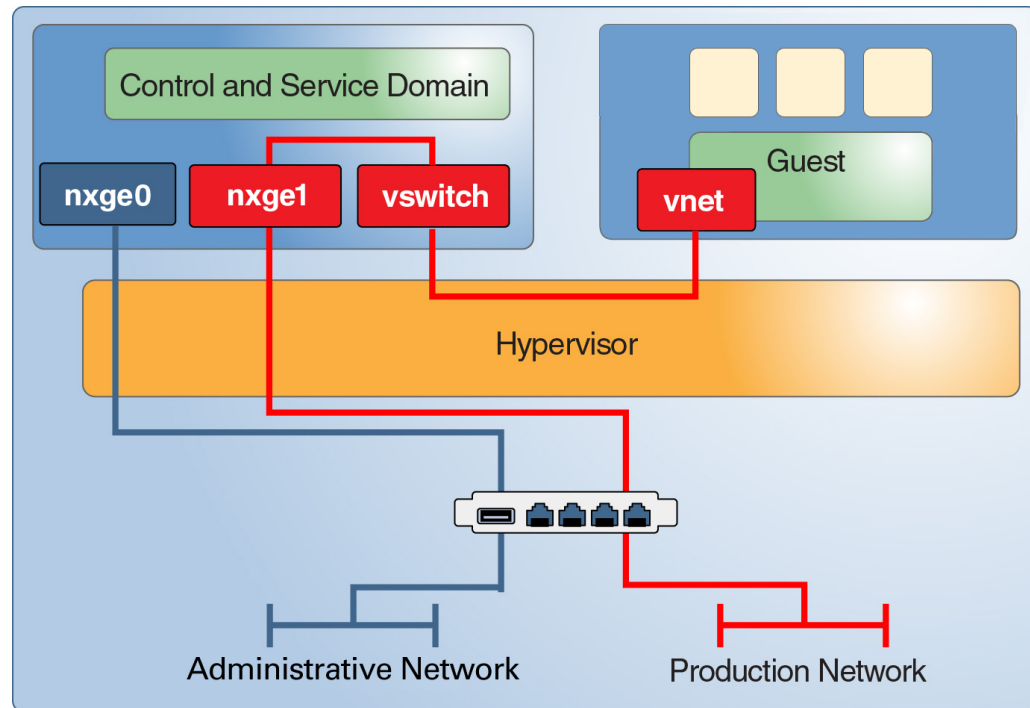 Control and Service Domain
Guest
nxge0
nxge1
vswitch
vnet
Hypervisor
Administrative Network
Production Network